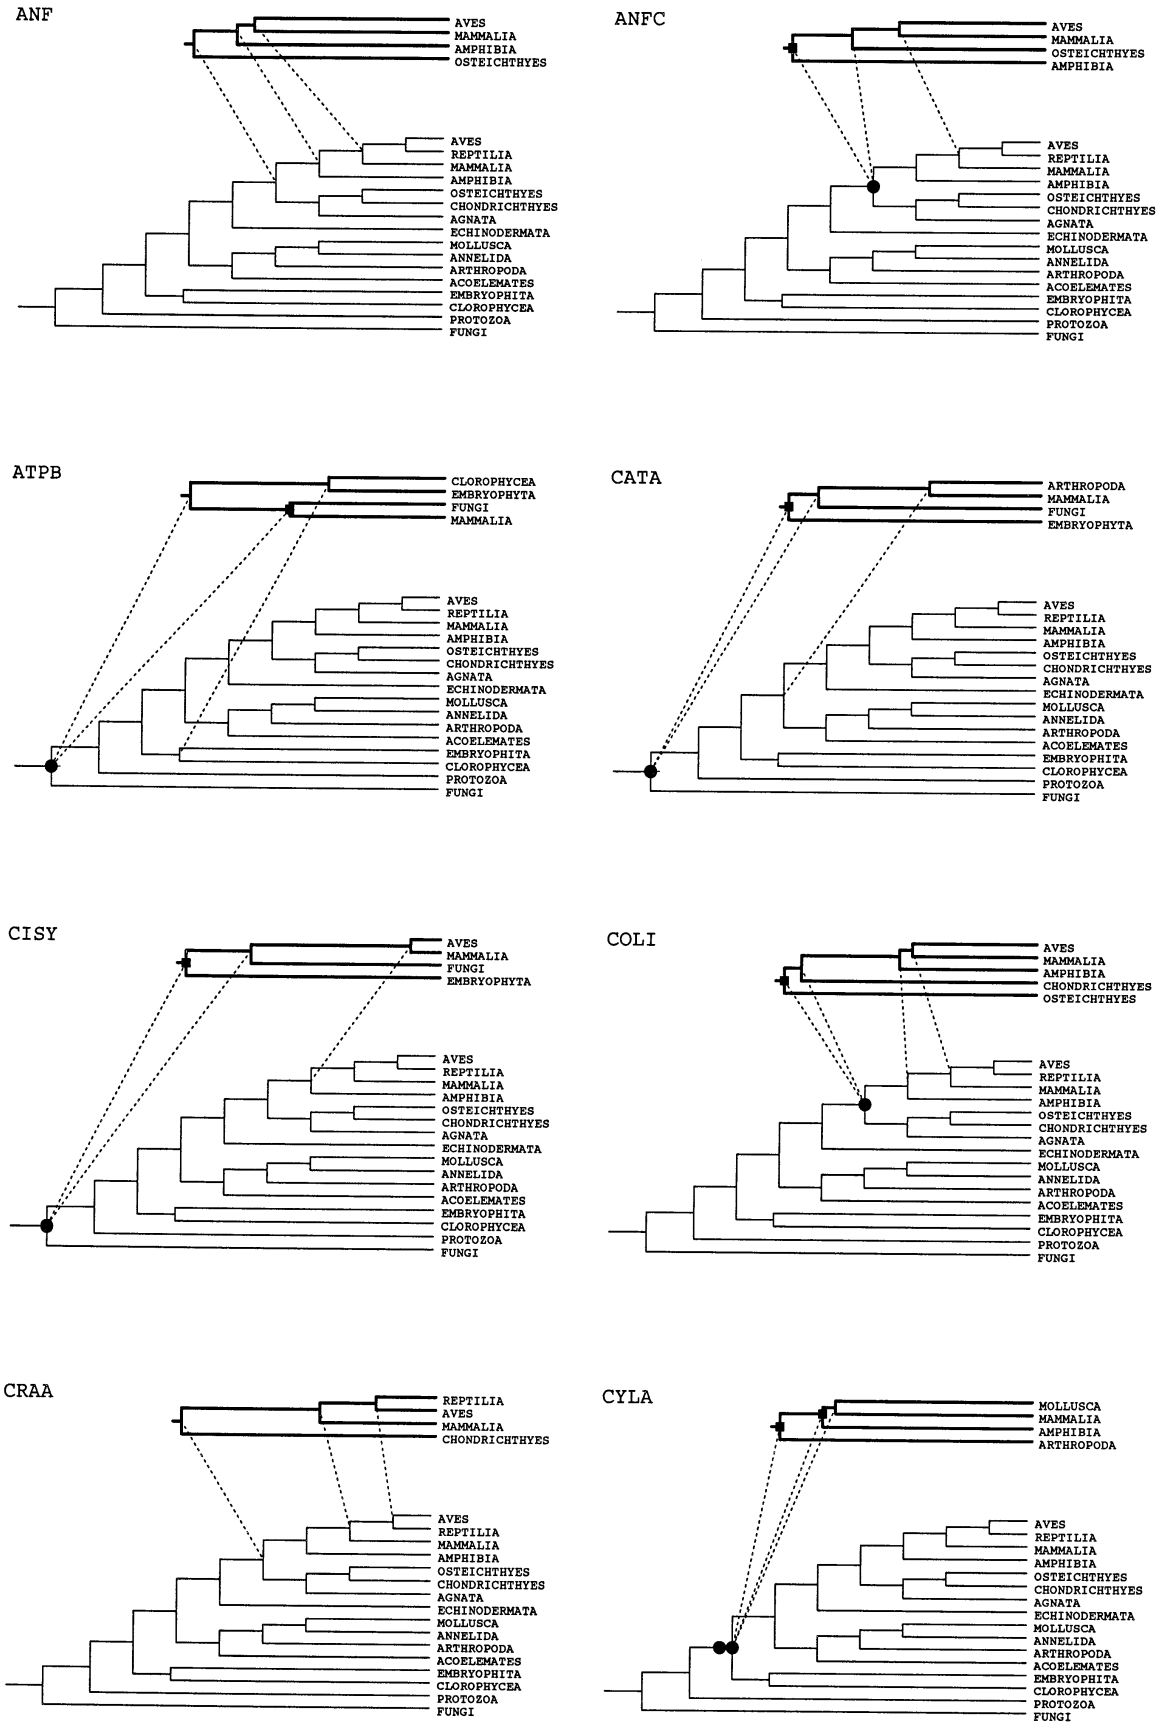 ANF
AVES
MAMMALIA
AMPHIBIA
OSTEICHTHYES
AVES
REPTILIA
MAMMALIA
AMPHIBIA
OSTEICHTHYES
CHONDRICHTHYES
AGNATA
ECHINODERMATA
MOLLUSCA
ANNELIDA
ARTHROPODA
ACOELEMATES
EMBRYOPHITA
CLOROPHYCEA
PROTOZOA
FUNGI
ANFC
AVES
MAMMALIA
OSTEICHTHYES
AMPHIBIA
AVES
REPTILIA
MAMMALIA
AMPHIBIA
OSTEICHTHYES
CHONDRICHTHYES
AGNATA
ECHINODERMATA
MOLLUSCA
ANNELIDA
ARTHROPODA
ACOELEMATES
EMBRYOPHITA
CLOROPHYCEA
PROTOZOA
FUNGI
ATPB
CLOROPHYCEA
EMBRYOPHYTA
FUNGI
MAMMALIA
AVES
REPTILIA
MAMMALIA
AMPHIBIA
OSTEICHTHYES
CHONDRICHTHYES
AGNATA
ECHINODERMATA
MOLLUSCA
ANNELIDA
ARTHROPODA
ACOELEMATES
EMBRYOPHITA
CLOROPHYCEA
PROTOZOA
FUNGI
CATA
ARTHROPODA
MAMMALIA
FUNGI
EMBRYOPHYTA
AVES
REPTILIA
MAMMALIA
AMPHIBIA
OSTEICHTHYES
CHONDRICHTHYES
AGNATA
ECHINODERMATA
MOLLUSCA
ANNELIDA
ARTHROPODA
ACOELEMATES
EMBRYOPHITA
CLOROPHYCEA
PROTOZOA
FUNGI
CISY
AVES
MAMMALIA
FUNGI
EMBRYOPHYTA
AVES
REPTILIA
MAMMALIA
AMPHIBIA
OSTEICHTHYES
CHONDRICHTHYES
AGNATA
ECHINODERMATA
MOLLUSCA
ANNELIDA
ARTHROPODA
ACOELEMATES
EMBRYOPHITA
CLOROPHYCEA
PROTOZOA
FUNGI
COLI
AVES
MAMMALIA
AMPHIBIA
CHONDRICHTHYES
OSTEICHTHYES
AVES
REPTILIA
MAMMALIA
AMPHIBIA
OSTEICHTHYES
CHONDRICHTHYES
AGNATA
ECHINODERMATA
MOLLUSCA
ANNELIDA
ARTHROPODA
ACOELEMATES
EMBRYOPHITA
CLOROPHYCEA
PROTOZOA
FUNGI
CRAA
REPTILIA
AVES
MAMMALIA
CHONDRICHTHYES
AVES
REPTILIA
MAMMALIA
AMPHIBIA
OSTEICHTHYES
CHONDRICHTHYES
AGNATA
ECHINODERMATA
MOLLUSCA
ANNELIDA
ARTHROPODA
ACOELEMATES
EMBRYOPHITA
CLOROPHYCEA
PROTOZOA
FUNGI
CYLA
MOLLUSCA
MAMMALIA
AMPHIBIA
ARTHROPODA
AVES
REPTILIA
MAMMALIA
AMPHIBIA
OSTEICHTHYES
CHONDRICHTHYES
AGNATA
ECHINODERMATA
MOLLUSCA
ANNELIDA
ARTHROPODA
ACOELEMATES
EMBRYOPHITA
CLOROPHYCEA
PROTOZOA
FUNGI